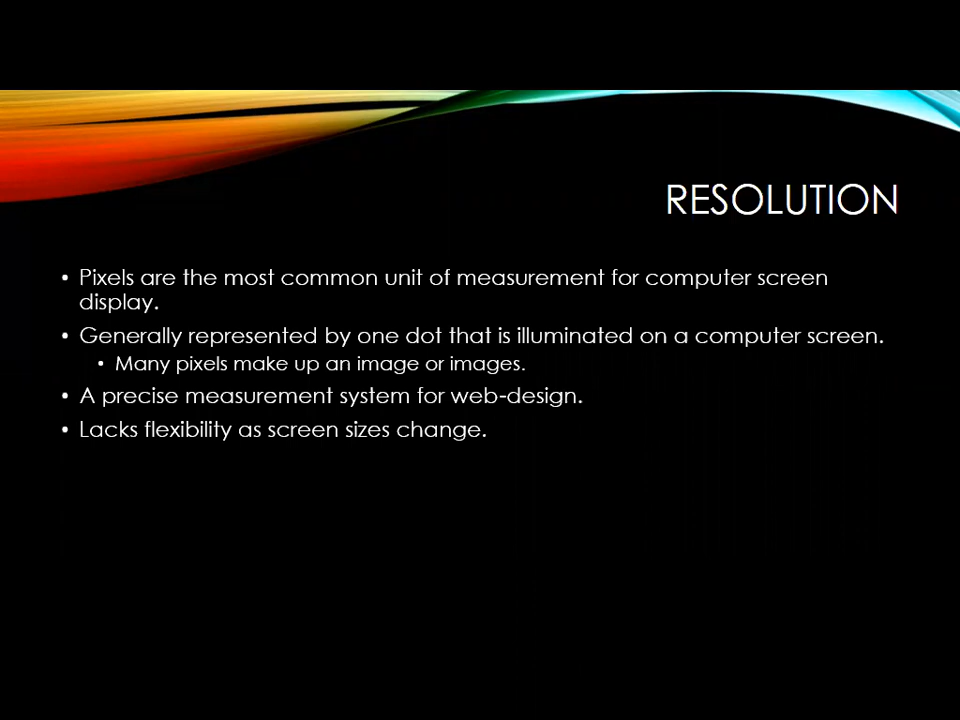 RESOLUTION
• Pixels are the most common unit of measurement for computer screen
display.
• Generally represented by one dot that is illuminated on a computer screen.
• Many pixels make up an image or images.
• A precise measurement system for web-design.
• Lacks flexibility as screen sizes change.